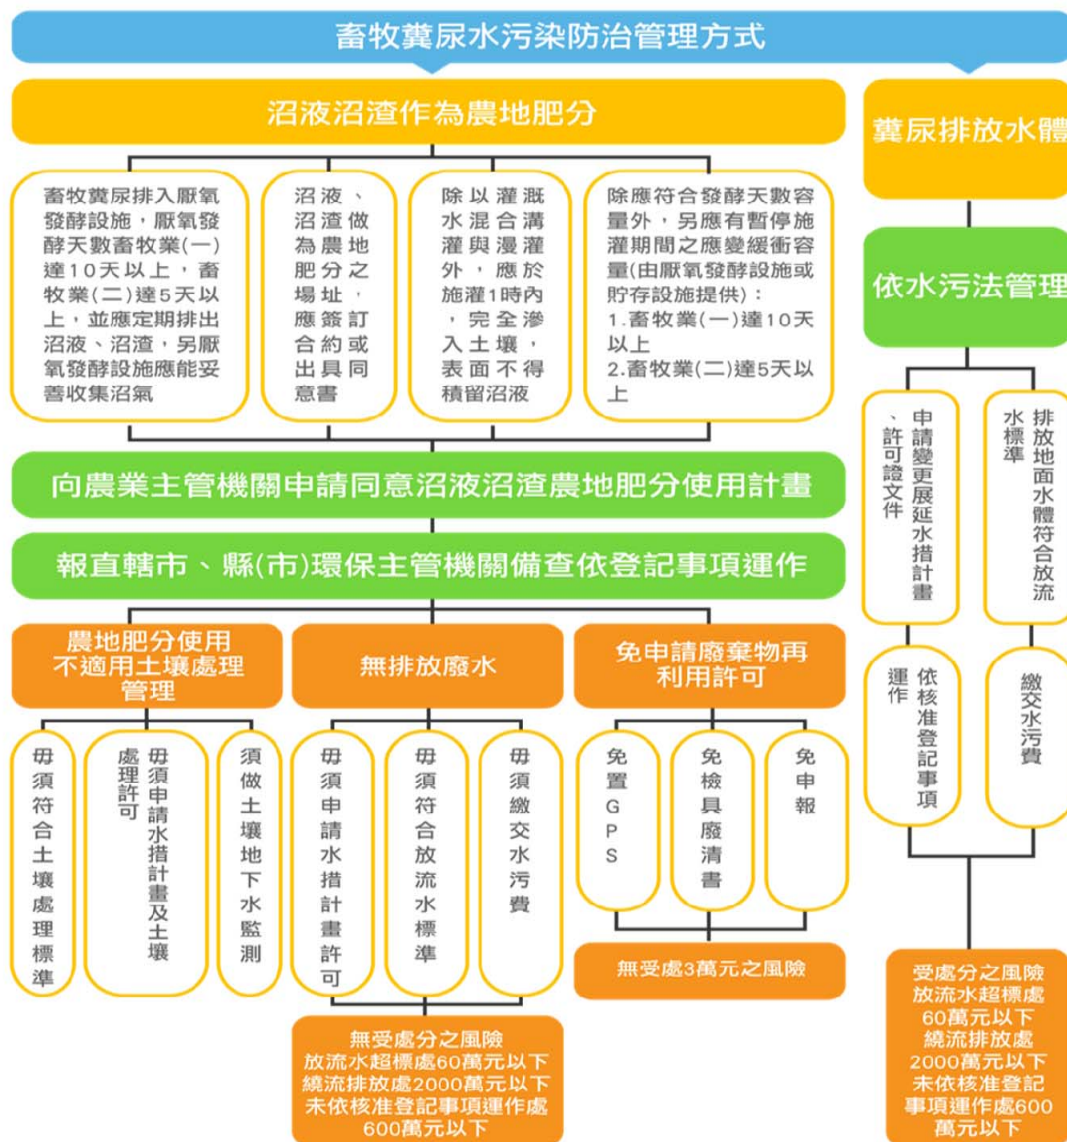 畜牧糞尿水污染防治管理方式
沼液沼渣作為農地肥分
糞尿排放水體
畜牧糞尿排入厭氧
發酵設施，厭氧發
酵天數畜牧業(一)
達10天以上，畜
牧業(二)達5天以
上，並應定期排出
沼液、沼渣，另厭
氧發酵設施應能妥
善收集沼氣
沼液、
沼渣做
為農地
肥分之
場址，
應簽訂
合約或
出具同
意書
除以灌溉
水混合溝
灌與漫灌
外，應於
施灌1時內
，完全滲
入土壤，
表面不得
積留沼液
除應符合發酵天數容
量外，另應有暫停施
灌期間之應變緩衝容
量(由厭氧發酵設施或
貯存設施提供)：
1.畜牧業(一)達10天
以上
2.畜牧業(二)達5天以
上
依水污法管理
向農業主管機關申請同意沼液沼渣農地肥分使用計畫
報直轄市、縣(市)環保主管機關備查依登記事項運作
申請變更展延水措計畫
、許可證文件
排放地面水體符合放流
水標準
農地肥分使用
不適用土壤處理
管理
無排放廢水
免申請廢棄物再
利用許可
依核准登記事項
運作
繳交水污費
毋須符合土壤處理標準
毋須申請水措計畫及土壤
處理許可
須做土壤地下水監測
毋須申請水措計畫許可
毋須符合放流水標準
毋須繳交水污費
免置GPS
免檢具廢清書
免申報
無受處3萬元之風險
無受處分之風險
放流水超標處60萬元以下
繞流排放處2000萬元以下
未依核准登記事項運作處
600萬元以下
受處分之風險
放流水超標處
60萬元以下
繞流排放處
2000萬元以下
未依核准登記
事項運作處600
萬元以下